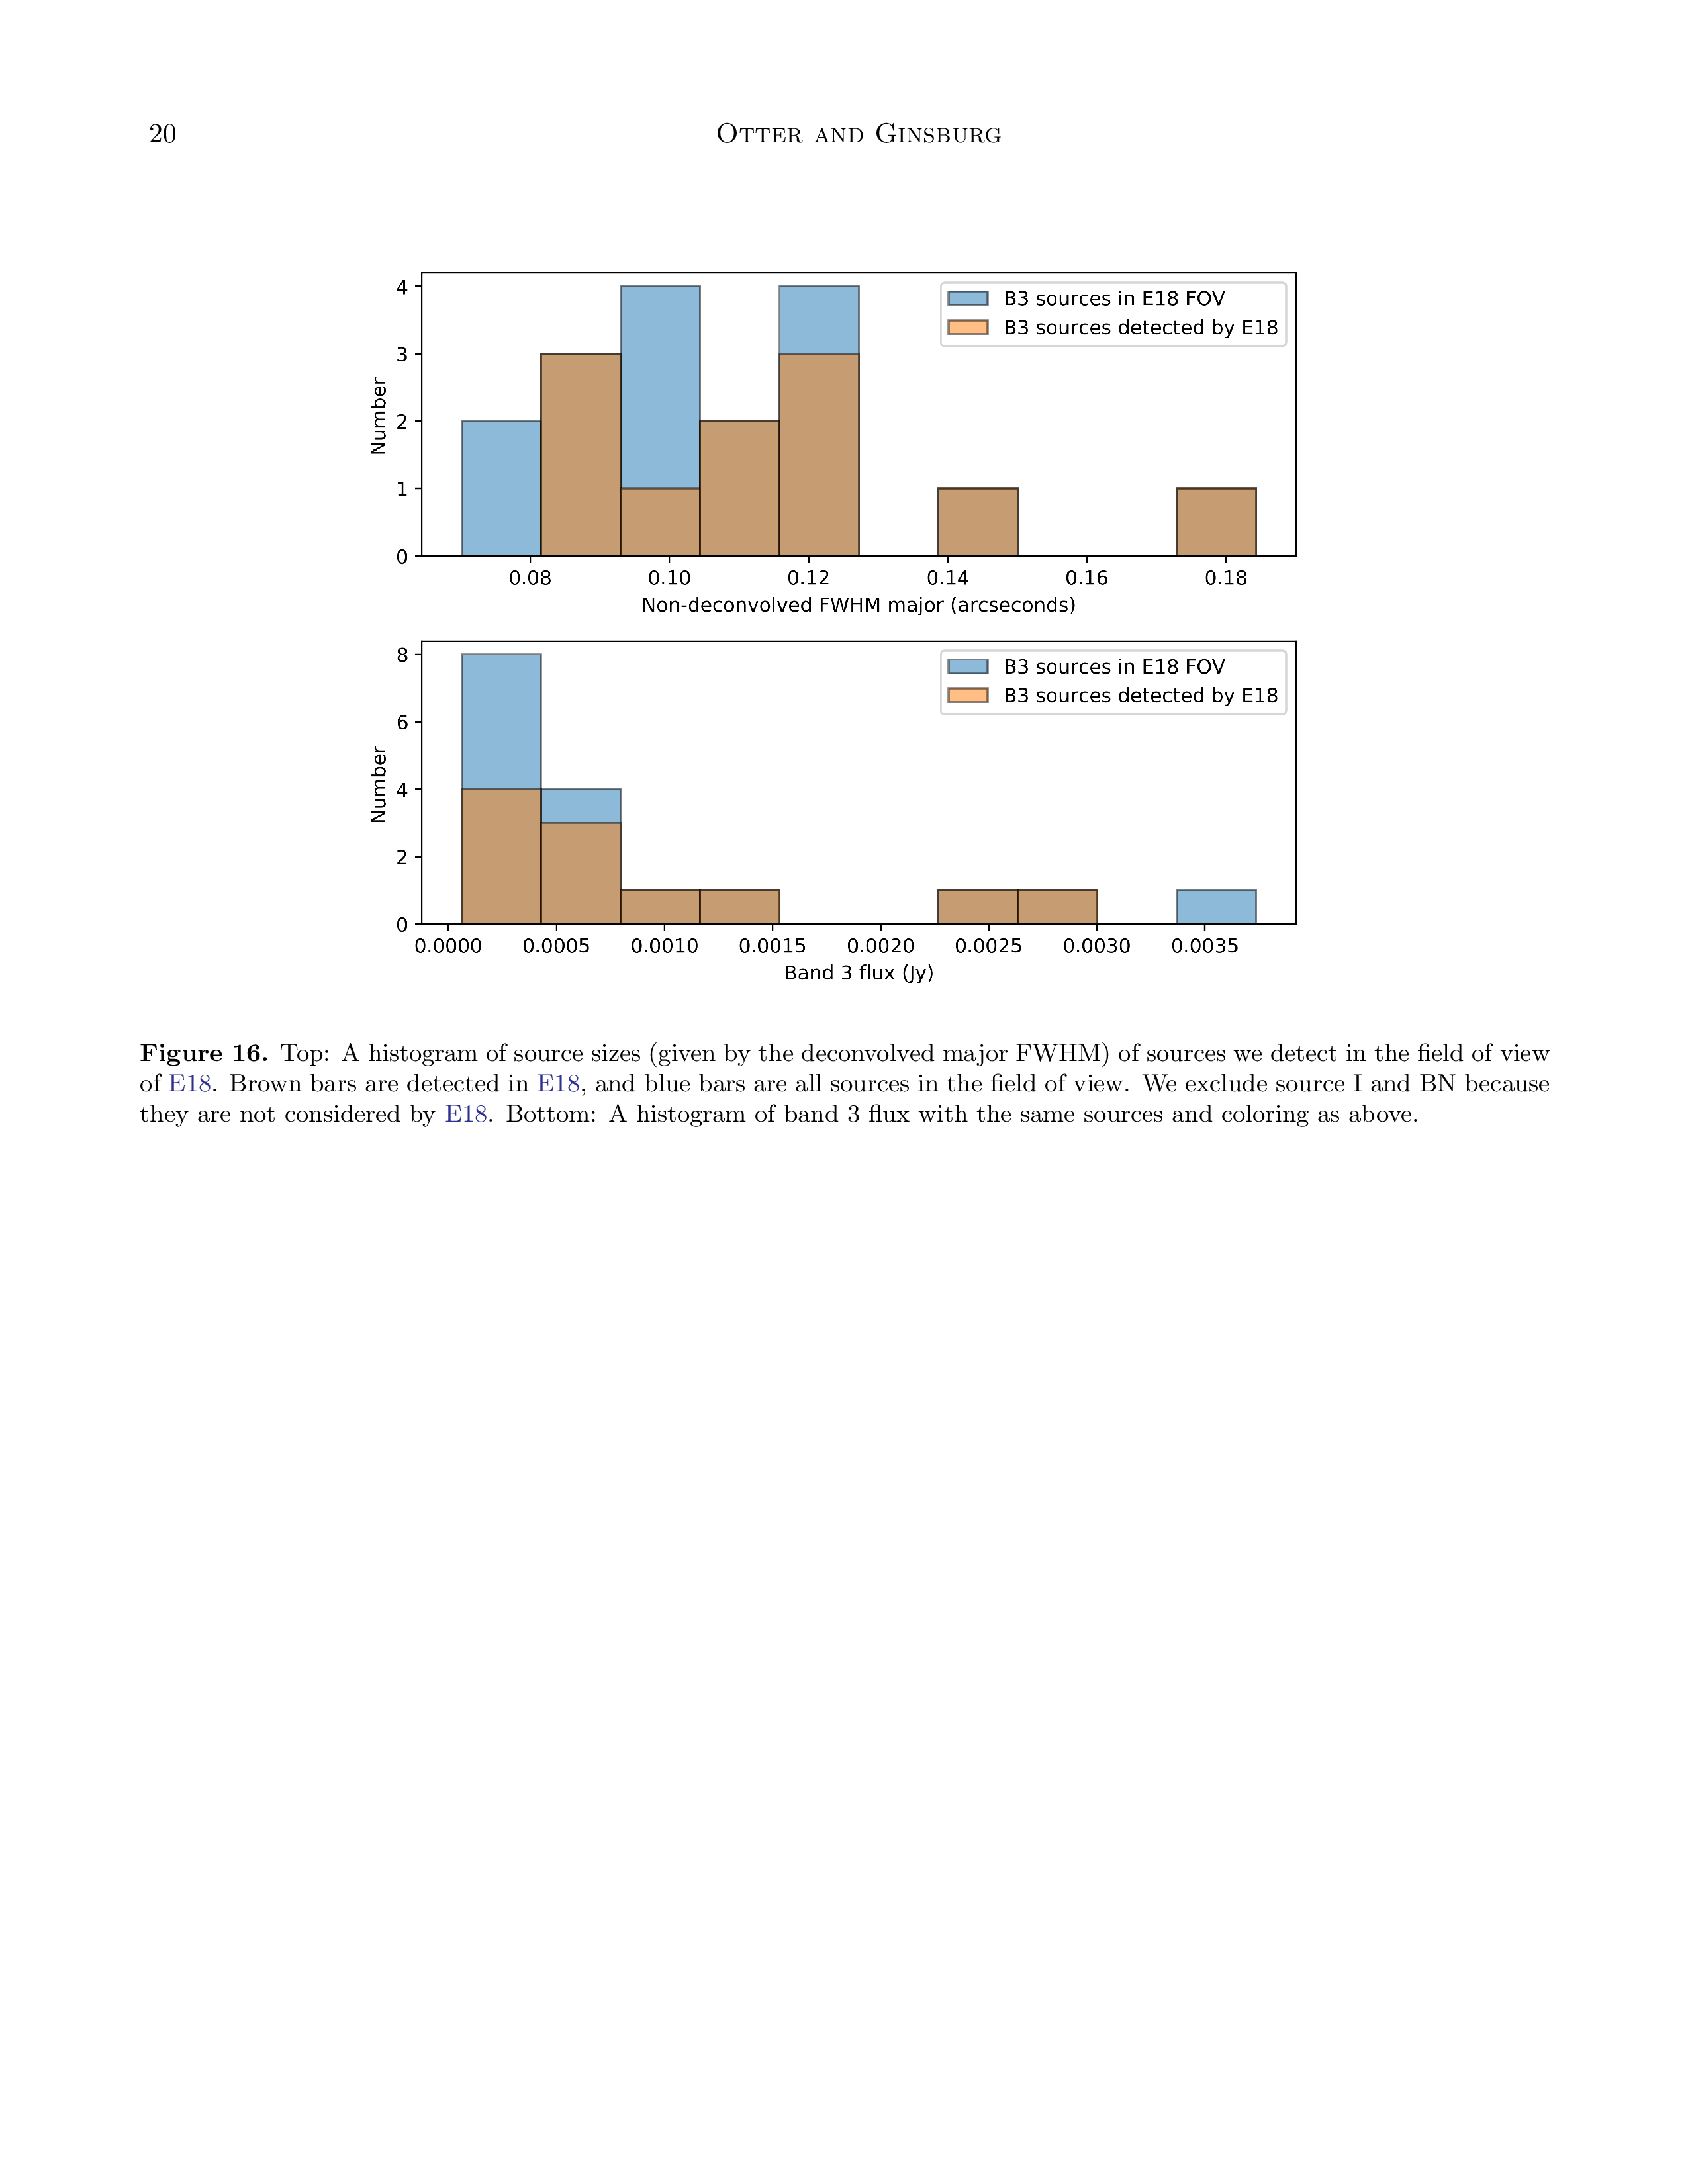 20
Otter and Ginsburg
4
3
2
1
0
Number
B3 sources in E18 FOV
B3 sources detected by E18
0.08 0.10 0.12 0.14 0.16 0.18
Non-deconvolved FWHM major (arcseconds)
8
6
4
2
0
Number
B3 sources in E18 FOV
B3 sources detected by E18
0.0000 0.0005 0.0010 0.0015 0.0020 0.0025 0.0030 0.0035
Band 3 flux (Jy)
Figure 16. Top: A histogram of source sizes (given by the deconvolved major FWHM) of sources we detect in the field of view
of E18. Brown bars are detected in E18, and blue bars are all sources in the field of view. We exclude source I and BN because
they are not considered by E18. Bottom: A histogram of band 3 flux with the same sources and coloring as above.